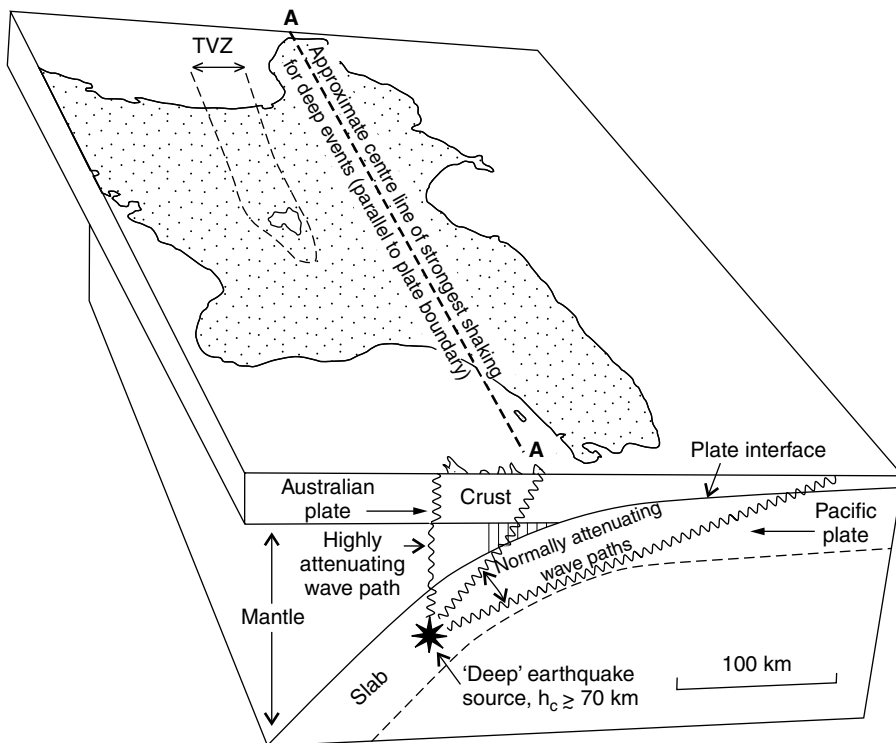 A
TVZ
Approximate centre line of strongest shaking
for deep events (parallel to plate boundary)
A
Plate interface
Australian
plate
Crust
Pacific
plate
Highly
attenuating
wave path
Normally attenuating
wave paths
Mantle
Slab
‘Deep’ earthquake
source, hc ≳ 70 km
100 km